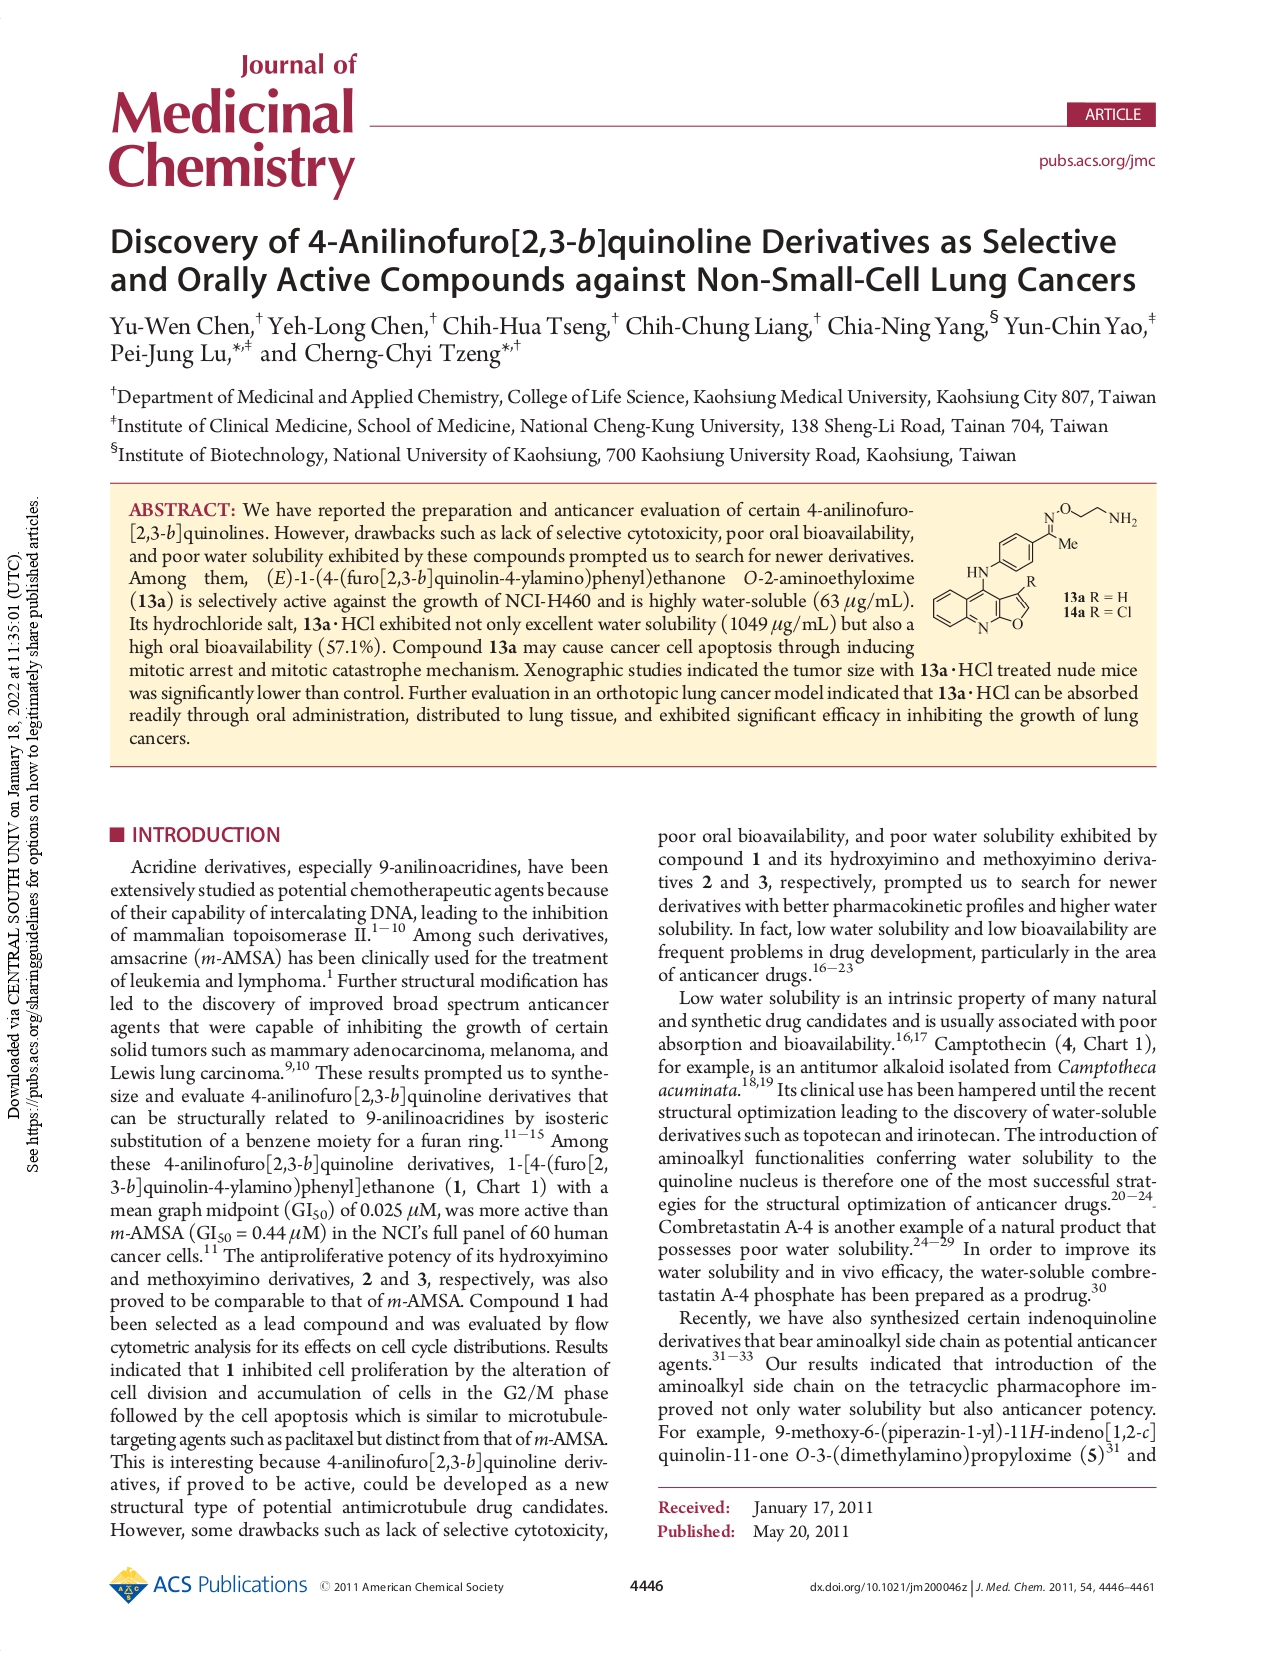 Journal of
Medicinal
Chemistry
ARTICLE
pubs.acs.org/jmc
Discovery of 4-Anilinofuro[2,3-b]quinoline Derivatives as Selective
and Orally Active Compounds against Non-Small-Cell Lung Cancers
Yu-Wen Chen,† Yeh-Long Chen,† Chih-Hua Tseng,† Chih-Chung Liang,† Chia-Ning Yang,§ Yun-Chin Yao,‡
Pei-Jung Lu,*,‡ and Cherng-Chyi Tzeng*,†
†Department of Medicinal and Applied Chemistry, College of Life Science, Kaohsiung Medical University, Kaohsiung City 807, Taiwan
‡Institute of Clinical Medicine, School of Medicine, National Cheng-Kung University, 138 Sheng-Li Road, Tainan 704, Taiwan
§Institute of Biotechnology, National University of Kaohsiung, 700 Kaohsiung University Road, Kaohsiung, Taiwan
ABSTRACT: We have reported the preparation and anticancer evaluation of certain 4-anilinofuro-
[2,3-b]quinolines. However, drawbacks such as lack of selective cytotoxicity, poor oral bioavailability,
and poor water solubility exhibited by these compounds prompted us to search for newer derivatives.
Among them, (E)-1-(4-(furo[2,3-b]quinolin-4-ylamino)phenyl)ethanone O-2-aminoethyloxime
(13a) is selectively active against the growth of NCI-H460 and is highly water-soluble (63 μg/mL).
Its hydrochloride salt, 13a·HCl exhibited not only excellent water solubility (1049 μg/mL) but also a
high oral bioavailability (57.1%). Compound 13a may cause cancer cell apoptosis through inducing
mitotic arrest and mitotic catastrophe mechanism. Xenographic studies indicated the tumor size with 13a·HCl treated nude mice
was significantly lower than control. Further evaluation in an orthotopic lung cancer model indicated that 13a·HCl can be absorbed
readily through oral administration, distributed to lung tissue, and exhibited significant efficacy in inhibiting the growth of lung
cancers.
N
O
NH2
Me
HN
R
N
O
13a R = H
14a R = Cl
INTRODUCTION
Acridine derivatives, especially 9-anilinoacridines, have been
extensively studied as potential chemotherapeutic agents because
of their capability of intercalating DNA, leading to the inhibition
of mammalian topoisomerase II.1−10 Among such derivatives,
amsacrine (m-AMSA) has been clinically used for the treatment
of leukemia and lymphoma.1 Further structural modification has
led to the discovery of improved broad spectrum anticancer
agents that were capable of inhibiting the growth of certain
solid tumors such as mammary adenocarcinoma, melanoma, and
Lewis lung carcinoma.9,10 These results prompted us to synthe-
size and evaluate 4-anilinofuro[2,3-b]quinoline derivatives that
can be structurally related to 9-anilinoacridines by isosteric
substitution of a benzene moiety for a furan ring.11−15 Among
these 4-anilinofuro[2,3-b]quinoline derivatives, 1-[4-(furo[2,
3-b]quinolin-4-ylamino)phenyl]ethanone (1, Chart 1) with a
mean graph midpoint (GI50) of 0.025 μM, was more active than
m-AMSA (GI50 = 0.44 μM) in the NCI's full panel of 60 human
cancer cells.11 The antiproliferative potency of its hydroxyimino
and methoxyimino derivatives, 2 and 3, respectively, was also
proved to be comparable to that of m-AMSA. Compound 1 had
been selected as a lead compound and was evaluated by flow
cytometric analysis for its effects on cell cycle distributions. Results
indicated that 1 inhibited cell proliferation by the alteration of
cell division and accumulation of cells in the G2/M phase
followed by the cell apoptosis which is similar to microtubule-
targeting agents such as paclitaxel but distinct from that of m-AMSA.
This is interesting because 4-anilinofuro[2,3-b]quinoline deriv-
atives, if proved to be active, could be developed as a new
structural type of potential antimicrotubule drug candidates.
However, some drawbacks such as lack of selective cytotoxicity,
poor oral bioavailability, and poor water solubility exhibited by
compound 1 and its hydroxyimino and methoxyimino deriva-
tives 2 and 3, respectively, prompted us to search for newer
derivatives with better pharmacokinetic profiles and higher water
solubility. In fact, low water solubility and low bioavailability are
frequent problems in drug development, particularly in the area
of anticancer drugs.16−23
Low water solubility is an intrinsic property of many natural
and synthetic drug candidates and is usually associated with poor
absorption and bioavailability.16,17 Camptothecin (4, Chart 1),
for example, is an antitumor alkaloid isolated from Camptotheca
acuminata.18,19 Its clinical use has been hampered until the recent
structural optimization leading to the discovery of water-soluble
derivatives such as topotecan and irinotecan. The introduction of
aminoalkyl functionalities conferring water solubility to the
quinoline nucleus is therefore one of the most successful strat-
egies for the structural optimization of anticancer drugs.20−24
Combretastatin A-4 is another example of a natural product that
possesses poor water solubility.24−29 In order to improve its
water solubility and in vivo efficacy, the water-soluble combre-
tastatin A-4 phosphate has been prepared as a prodrug.30
Recently, we have also synthesized certain indenoquinoline
derivatives that bear aminoalkyl side chain as potential anticancer
agents.31−33 Our results indicated that introduction of the
aminoalkyl side chain on the tetracyclic pharmacophore im-
proved not only water solubility but also anticancer potency.
For example, 9-methoxy-6-(piperazin-1-yl)-11H-indeno[1,2-c]
quinolin-11-one O-3-(dimethylamino)propyloxime (5)31 and
Received: January 17, 2011
Published: May 20, 2011
ACS Publications © 2011 American Chemical Society
4446
dx.doi.org/10.1021/jm200046z | J. Med. Chem. 2011, 54, 4446–4461
Downloaded via CENTRAL SOUTH UNIV on January 18, 2022 at 11:35:01 (UTC).
See https://pubs.acs.org/sharingguidelines for options on how to legitimately share published articles.